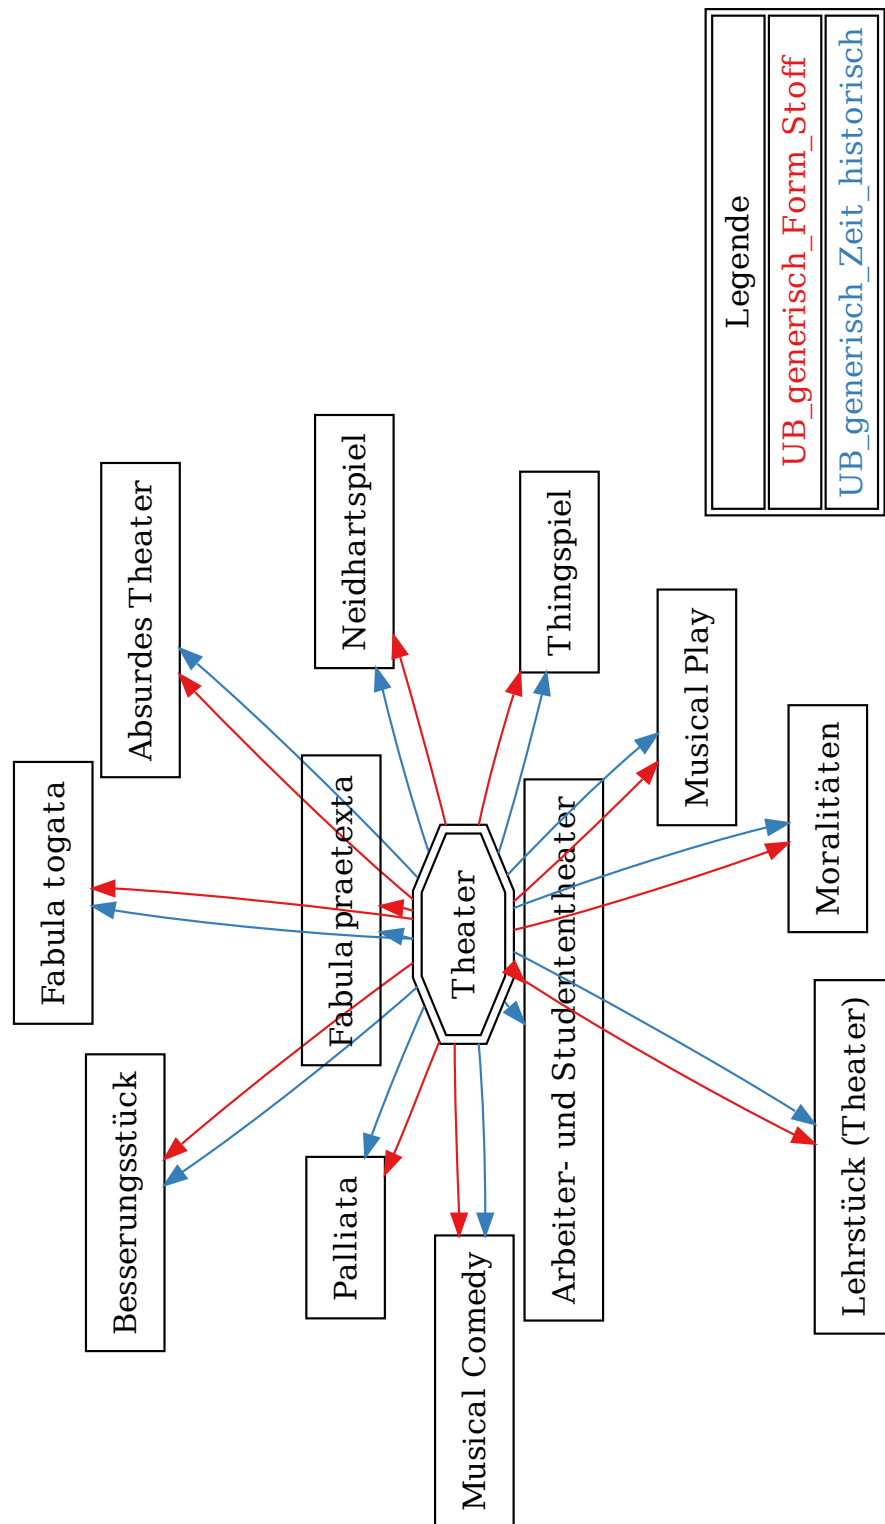 Fabula togata
Besserungsstück
Absurdes Theater
Fabula praetexta
Palliata
Neidhartspiel
Theater
Musical Comedy
Arbeiter- und Studententheater
Thingspiel
Musical Play
Moralitäten
Lehrstück (Theater)
Legende
UB_generisch_Form_Stoff
UB_generisch_Zeit_historisch